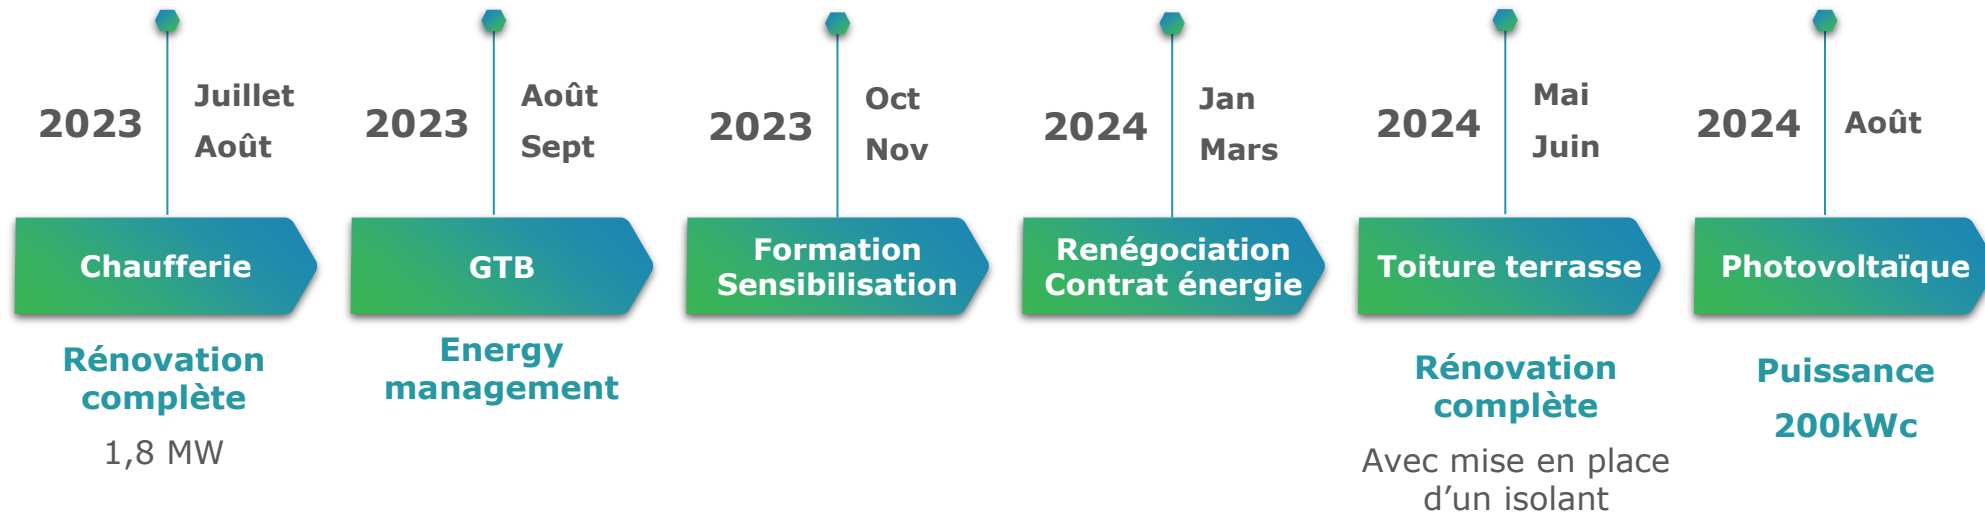 2023
Juillet
Août
Chaufferie
Rénovation
complète
1,8 MW
2023
Août
Sept
GTB
Energy
management
2023
Oct
Nov
Formation
Sensibilisation
2024
Jan
Mars
Renégociation
Contrat énergie
2024
Mai
Juin
Toiture terrasse
Rénovation
complète
Avec mise en place
d’un isolant
2024
Août
Photovoltaïque
Puissance
200kWc